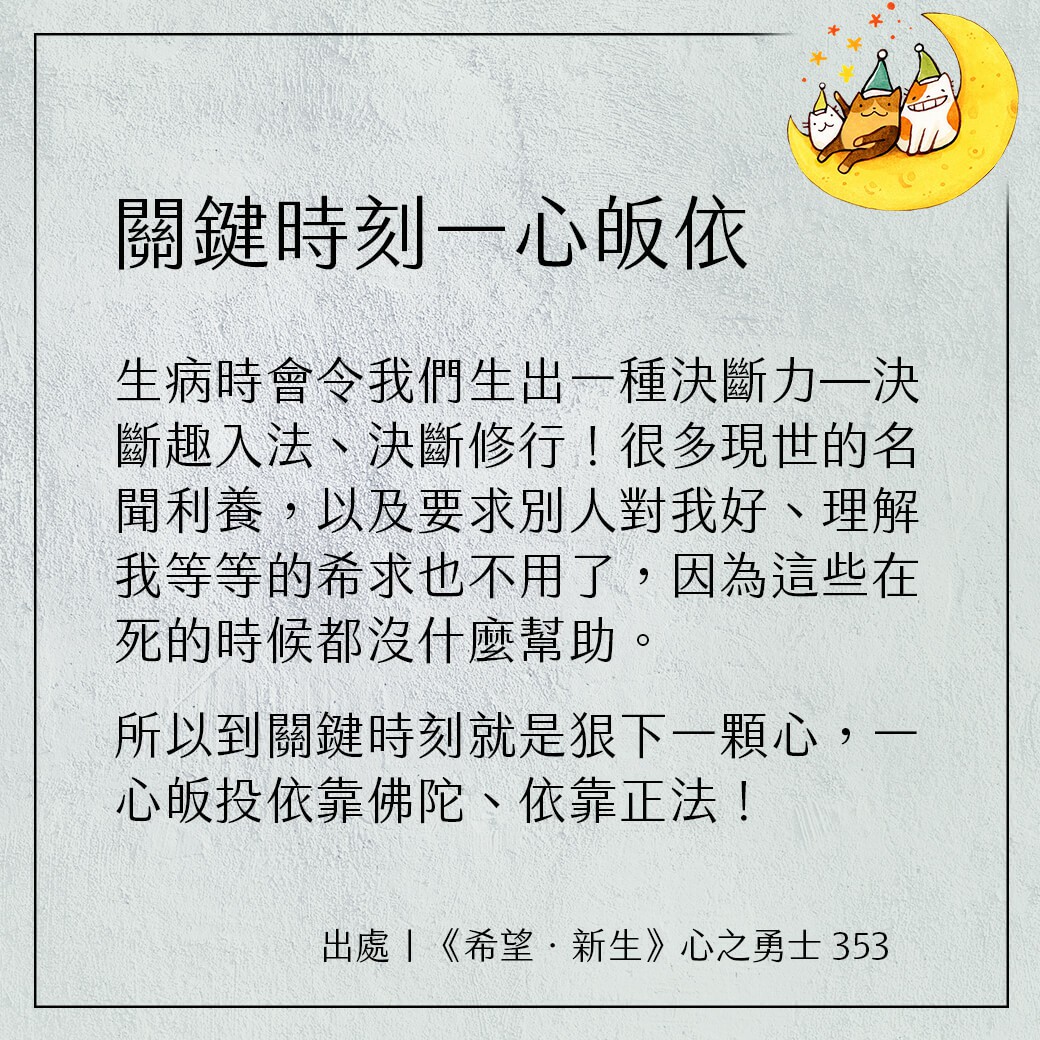 關鍵時刻一心皈依
生病時會令我們生出一種決斷力—決
斷趣入法、決斷修行！很多現世的名
聞利養，以及要求別人對我好、理解
我等等的希求也不用了，因為這些在
死的時候都沒什麼幫助。
所以到關鍵時刻就是狠下一顆心，一
心皈投依靠佛陀、依靠正法！
出處｜《希望．新生》心之勇士 353